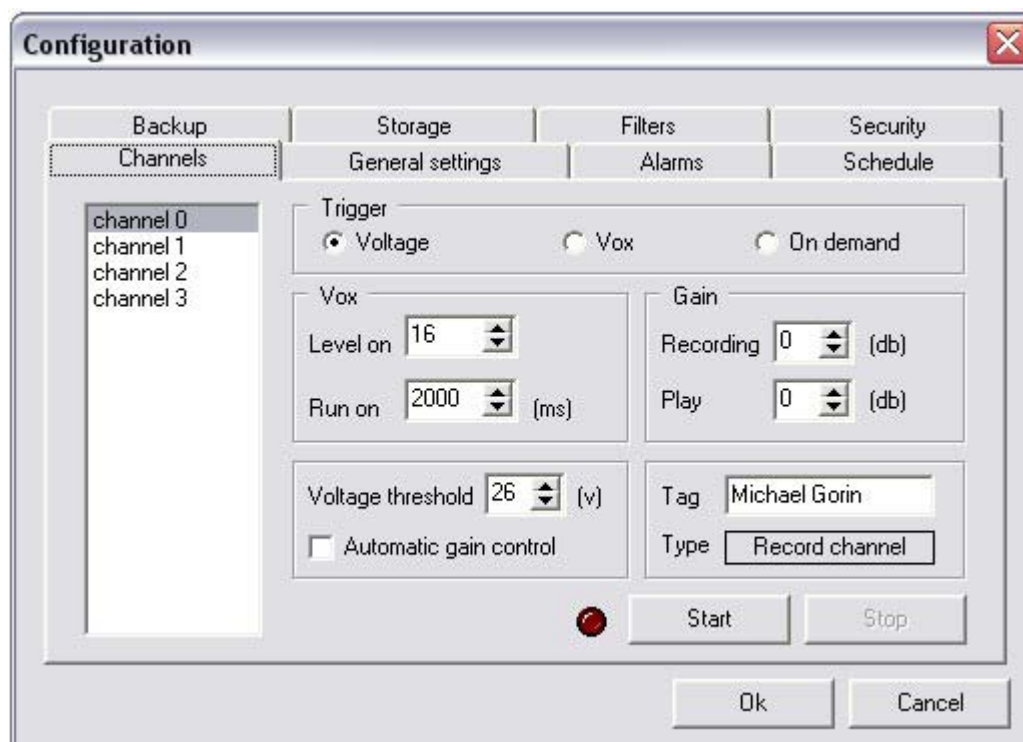 Configuration
Backup Storage Filters Security
Channels General settings Alarms Schedule
channel 0
channel 1
channel 2
channel 3
Trigger
Voltage Vox On demand
Vox
Level on 16
Run on 2000 (ms)
Gain
Recording 0 (db)
Play 0 (db)
Voltage threshold 26 (v)
Automatic gain control
Tag Michael Gorin
Type Record channel
Start Stop
Ok Cancel